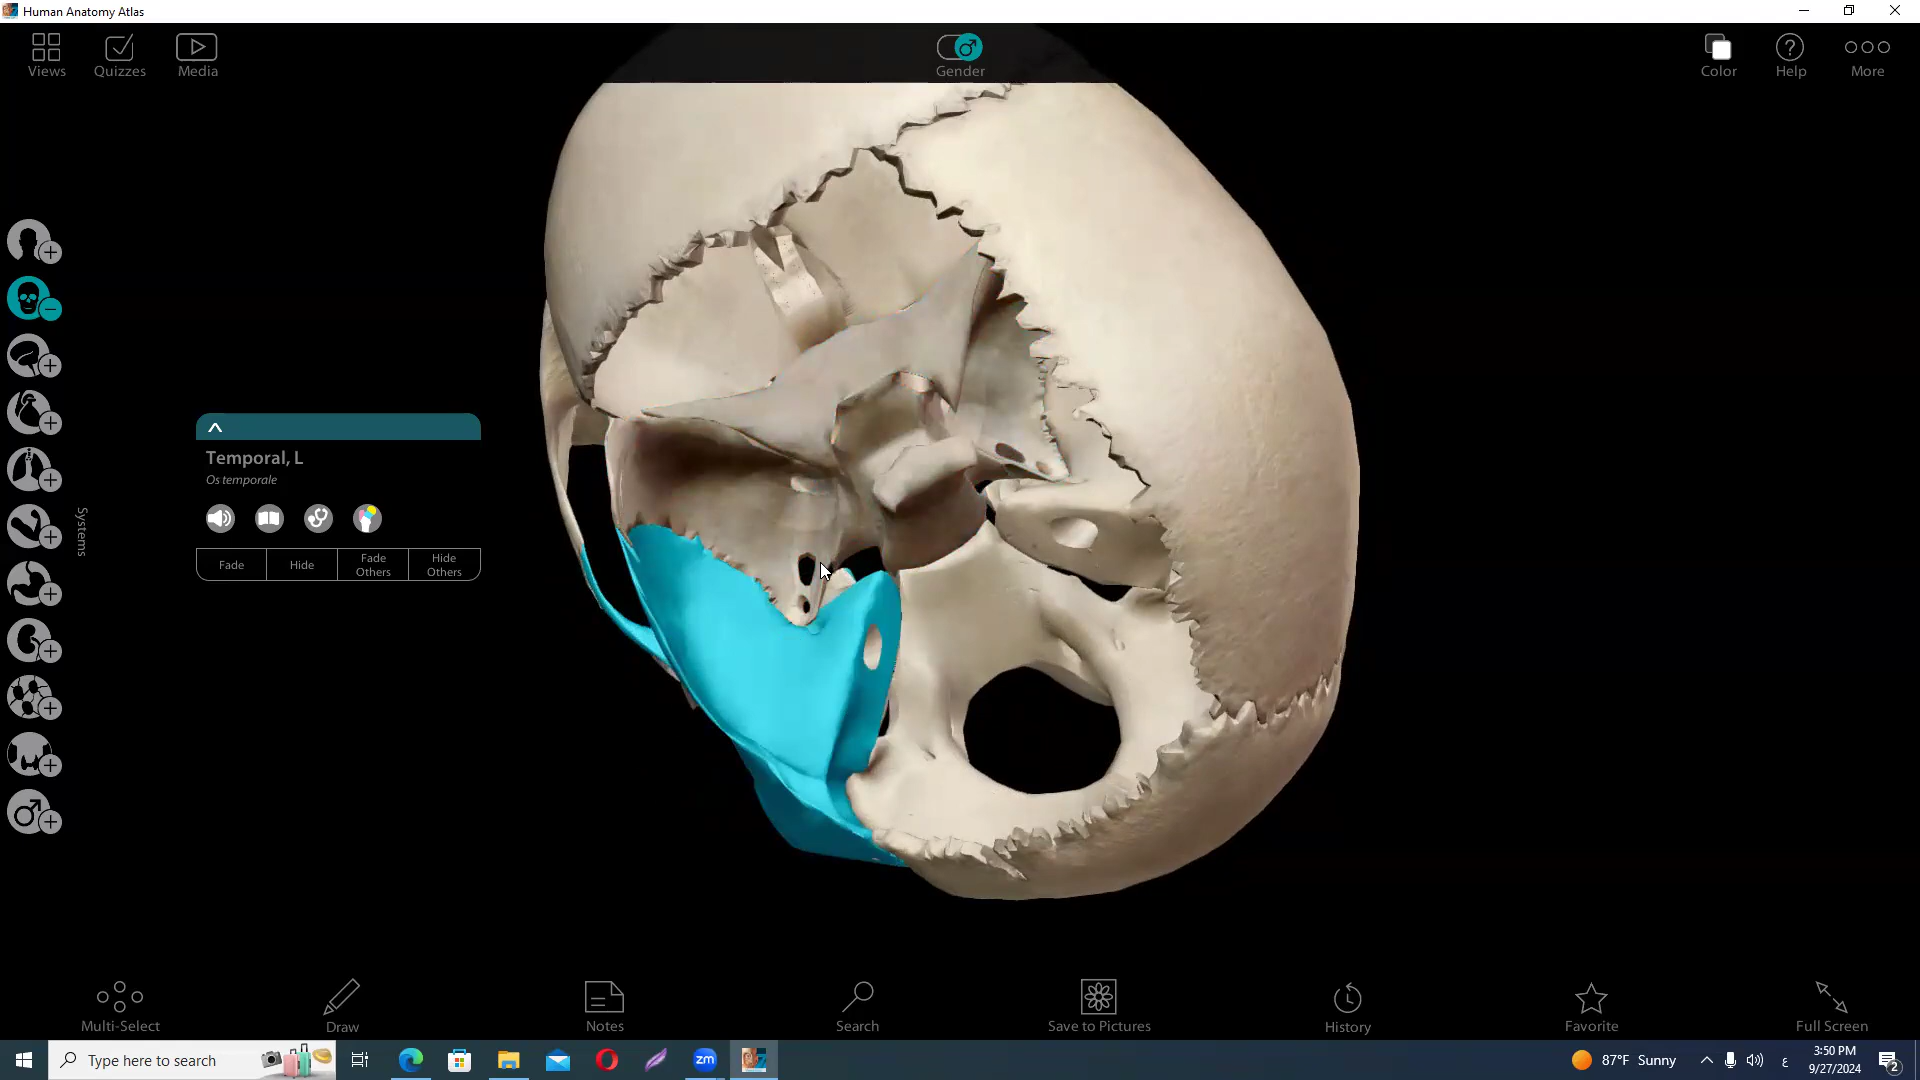 Human Anatomy Atlas
Views
Quizzes
Media
Gender
Color
Help
More
Systems
Temporal, L
Os temporale
Fade
Hide
Fade
Others
Hide
Others
Multi-Select
Draw
Notes
Search
Save to Pictures
History
Favorite
Full Screen
Type here to search
zm
87°F Sunny
ع
3:50 PM
9/27/2024
2